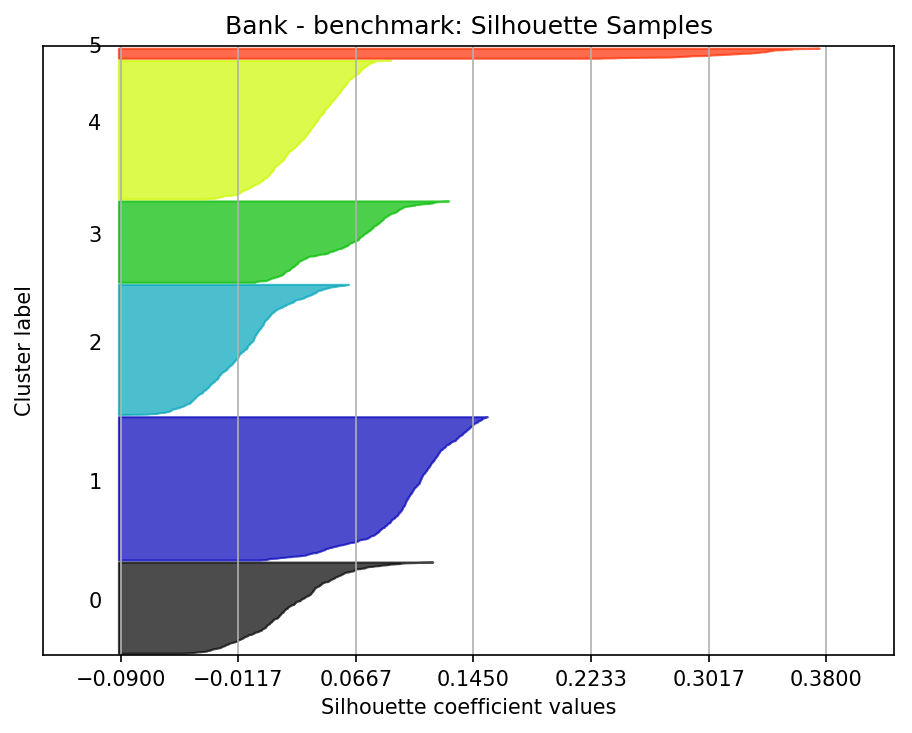 Bank - benchmark: Silhouette Samples
5
4
3
2
1
0
Cluster label
−0.0900 −0.0117 0.0667 0.1450 0.2233 0.3017 0.3800
Silhouette coefficient values